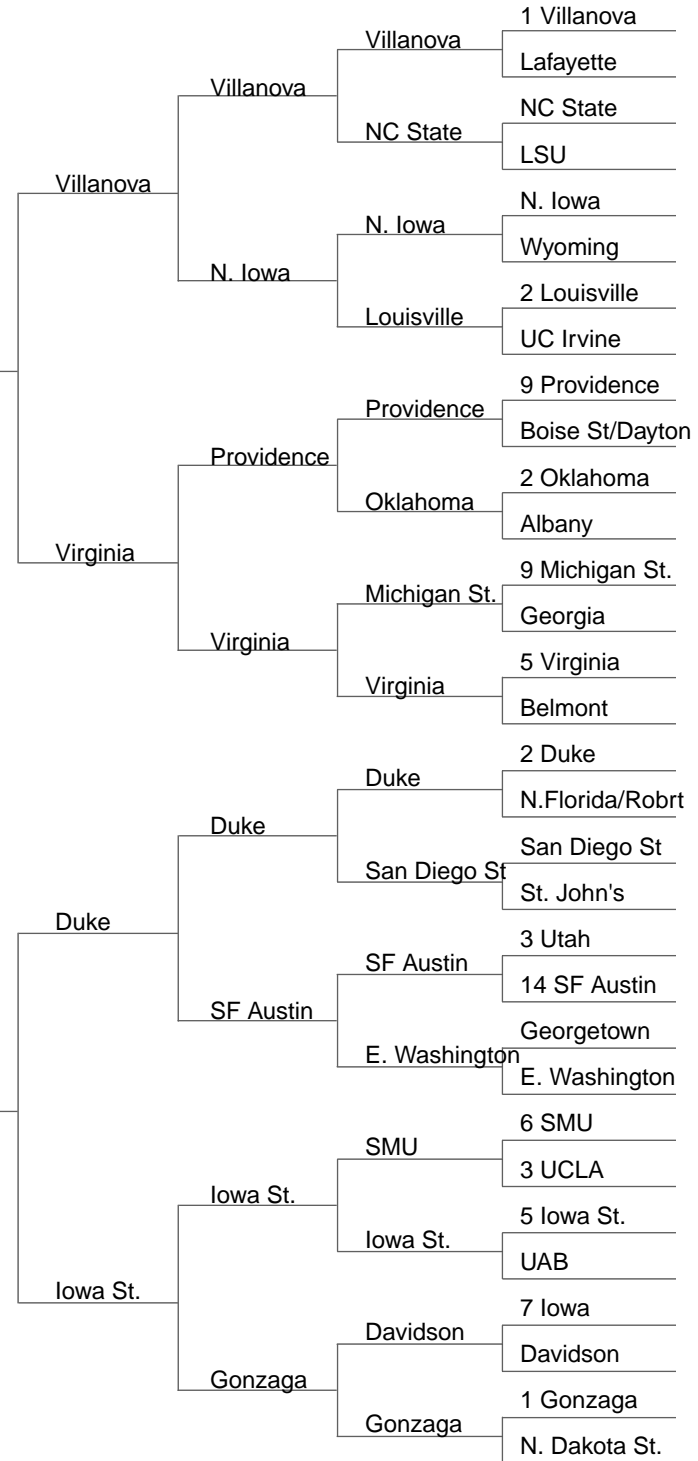 1 Villanova
Villanova
Lafayette
Villanova
NC State
NC State
LSU
Villanova
N. Iowa
N. Iowa
Wyoming
N. Iowa
2 Louisville
Louisville
UC Irvine
9 Providence
Providence
Boise St/Dayton
Providence
2 Oklahoma
Oklahoma
Albany
Virginia
9 Michigan St.
Michigan St.
Georgia
Virginia
5 Virginia
Virginia
Belmont
2 Duke
Duke
N.Florida/Robrt
Duke
San Diego St
San Diego St
St. John's
Duke
3 Utah
SF Austin
14 SF Austin
SF Austin
Georgetown
E. Washington
E. Washington
6 SMU
SMU
3 UCLA
Iowa St.
5 Iowa St.
Iowa St.
UAB
Iowa St.
7 Iowa
Davidson
Davidson
Gonzaga
1 Gonzaga
Gonzaga
N. Dakota St.